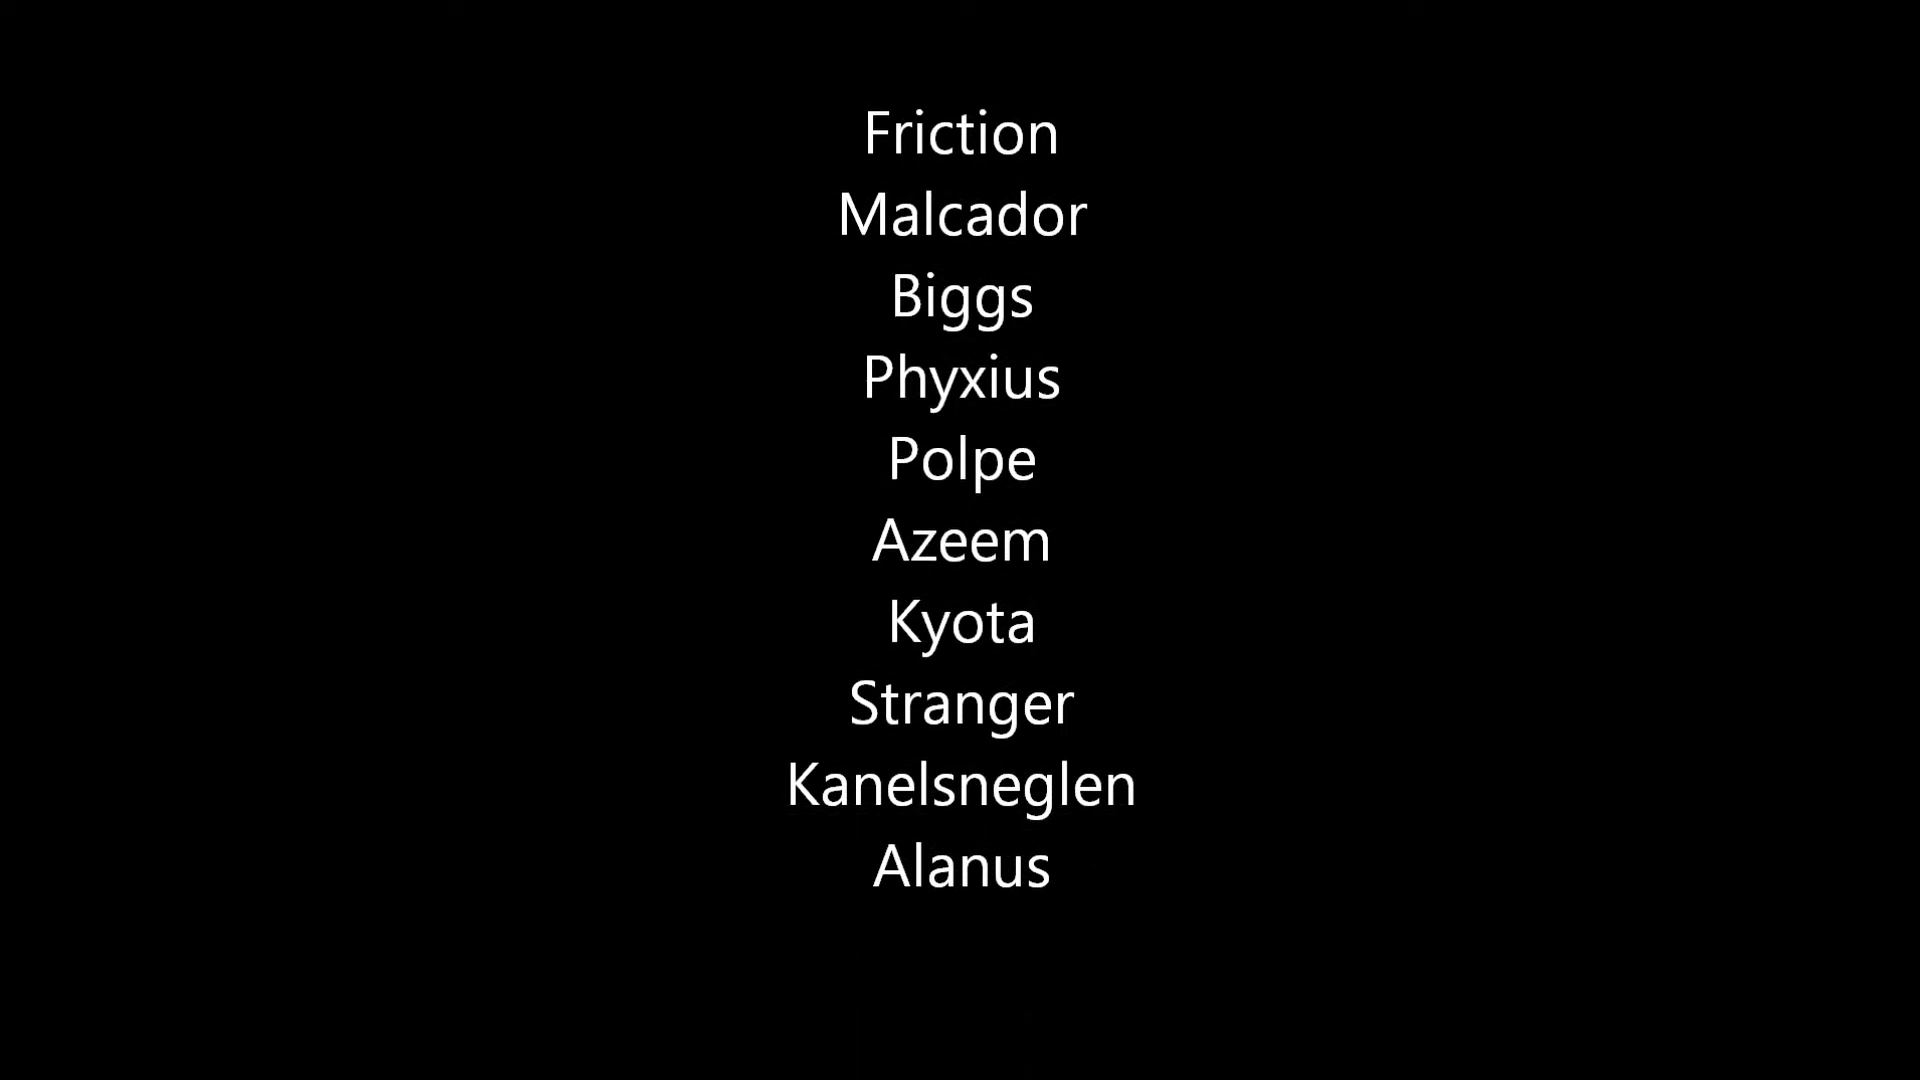 Friction
Malcador
Biggs
Phyxius
Polpe
Azeem
Kyota
Stranger
Kanelsneglen
Alanus